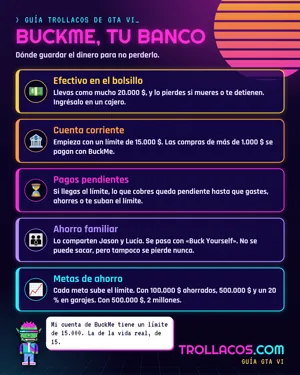 › GUÍA TROLLACOS DE GTA VI_
BUCKME, TU BANCO
Dónde guardar el dinero para no perderlo.
Efectivo en el bolsillo
Llevas como mucho 20.000 $, y lo pierdes si mueres o te detienen.
Ingrésalo en un cajero.
Cuenta corriente
Empieza con un límite de 15.000 $. Las compras de más de 1.000 $ se
pagan con BuckMe.
Pagos pendientes
Si llegas al límite, lo que cobres queda pendiente hasta que gastes,
ahorres o te suban el límite.
Ahorro familiar
Lo comparten Jason y Lucía. Se pasa con «Buck Yourself». No se
puede sacar, pero tampoco se pierde nunca.
Metas de ahorro
Cada meta sube el límite. Con 100.000 $ ahorrados, 500.000 $ y un 20
% en garajes. Con 500.000 $, 2 millones.
Mi cuenta de BuckMe tiene un límite
de 15.000. La de la vida real, de
15.
TROLLACOS.COM
GUÍA GTA VI